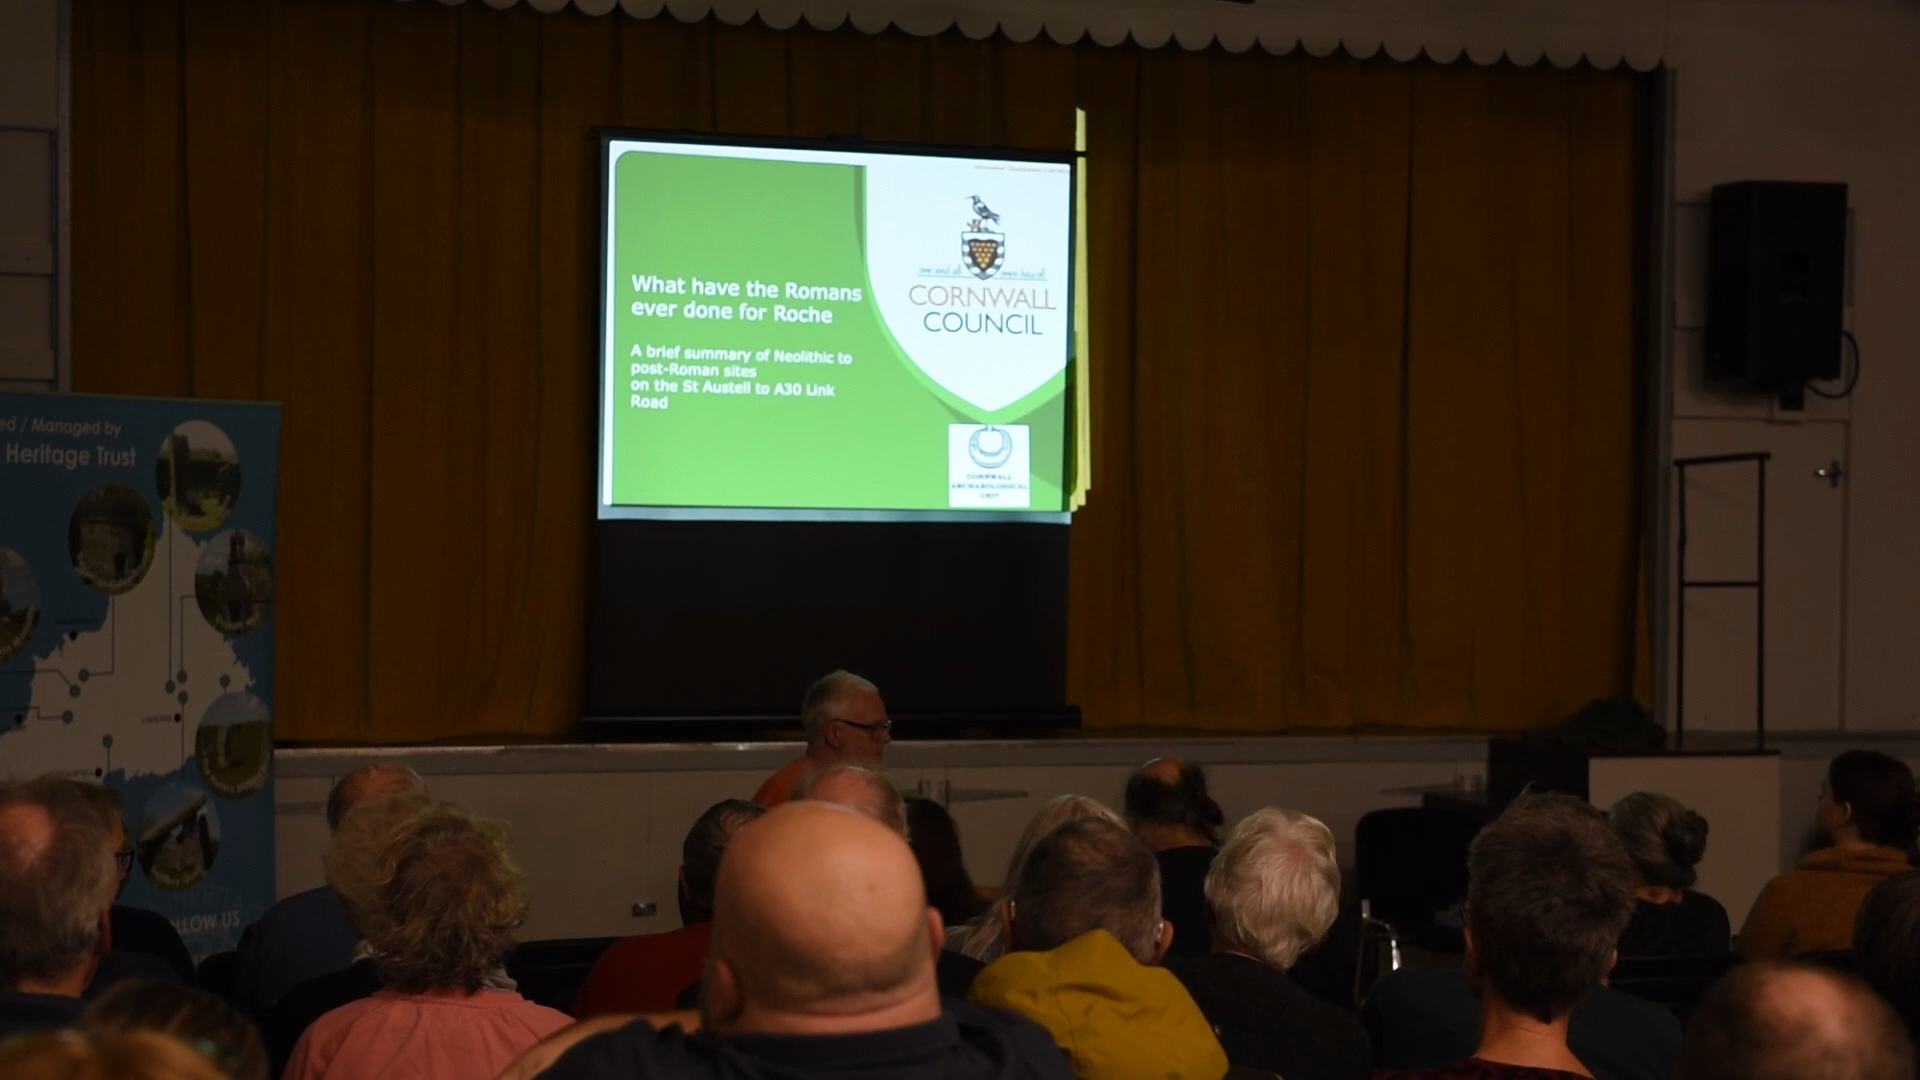 What have the Romans
ever done for Roche
A brief summary of Neolithic to
post-Roman sites
on the St Austell to A30 Link
Road
one and all
onen hag oll
CORNWALL
COUNCIL
CORNWALL
ARCHAEOLOGICAL
UNIT
ed / Managed by
Heritage Trust
LLOW US